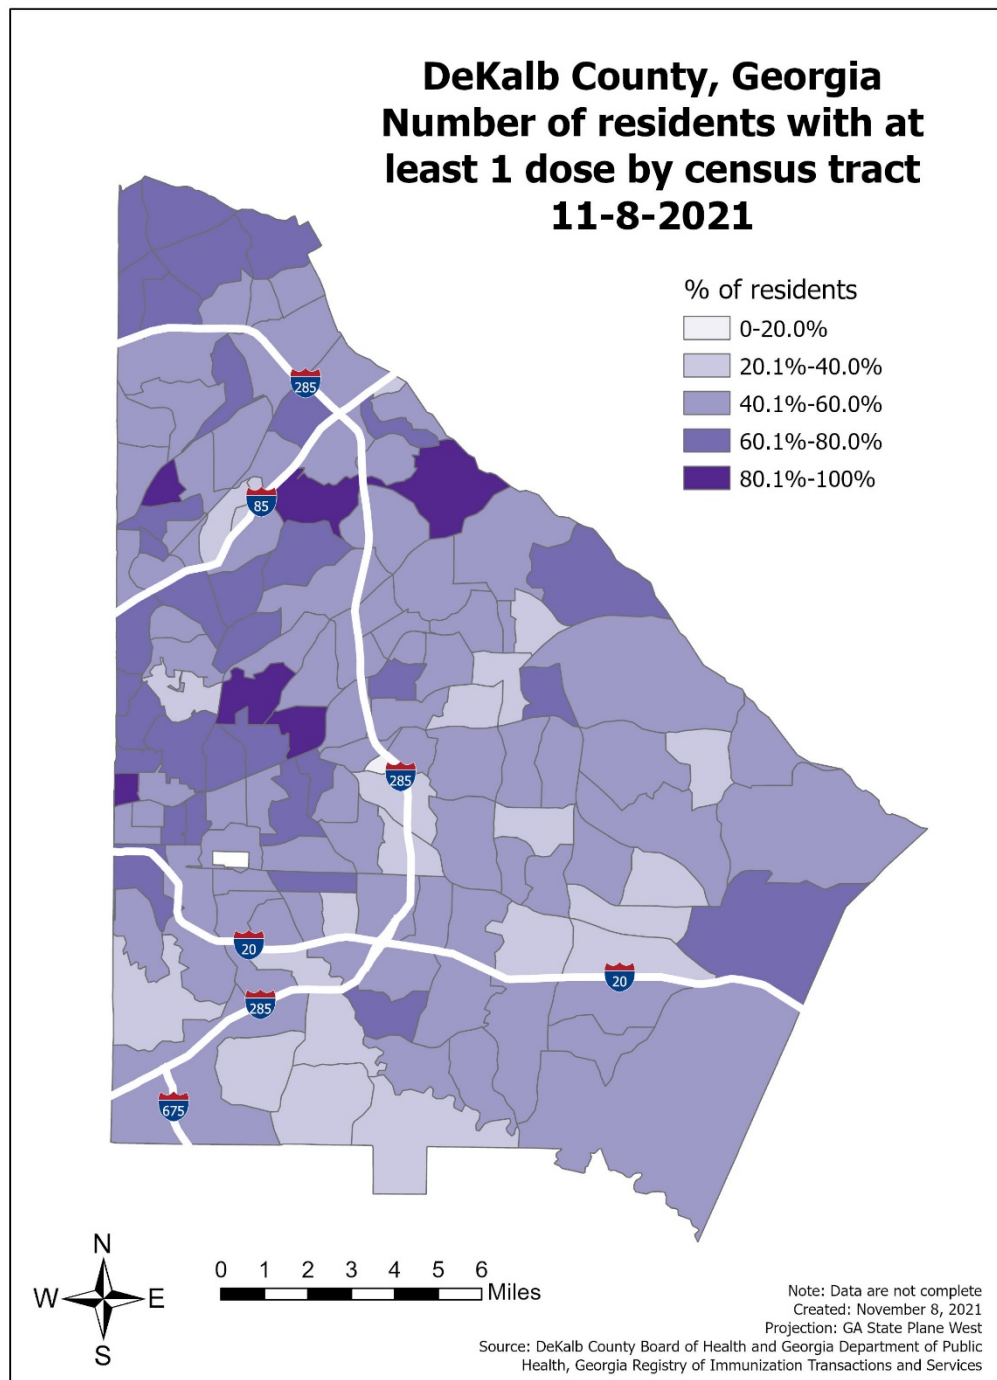 DeKalb County, Georgia
Number of residents with at
least 1 dose by census tract
11-8-2021
% of residents
0-20.0%
20.1%-40.0%
40.1%-60.0%
60.1%-80.0%
80.1%-100%
285
85
285
20
20
285
675
N
W E
S
0 1 2 3 4 5 6
Miles
Note: Data are not complete
Created: November 8, 2021
Projection: GA State Plane West
Source: DeKalb County Board of Health and Georgia Department of Public
Health, Georgia Registry of Immunization Transactions and Services